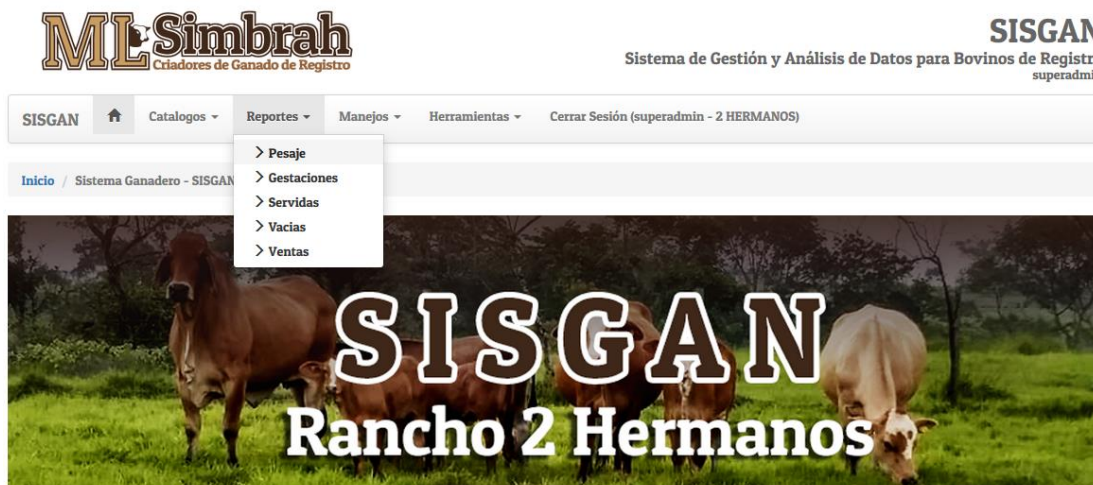 ML Simbrah
Criadores de Ganado de Registro
SISGAN
Sistema de Gestión y Análisis de Datos para Bovinos de Registr
superadmi
SISGAN Catalogos Reportes Manejos Herramientas Cerrar Sesión (superadmin - 2 HERMANOS)
> Pesaje
> Gestaciones
> Servidas
> Vacias
> Ventas
Inicio / Sistema Ganadero - SISGAN
SISGAN
Rancho 2 Hermanos